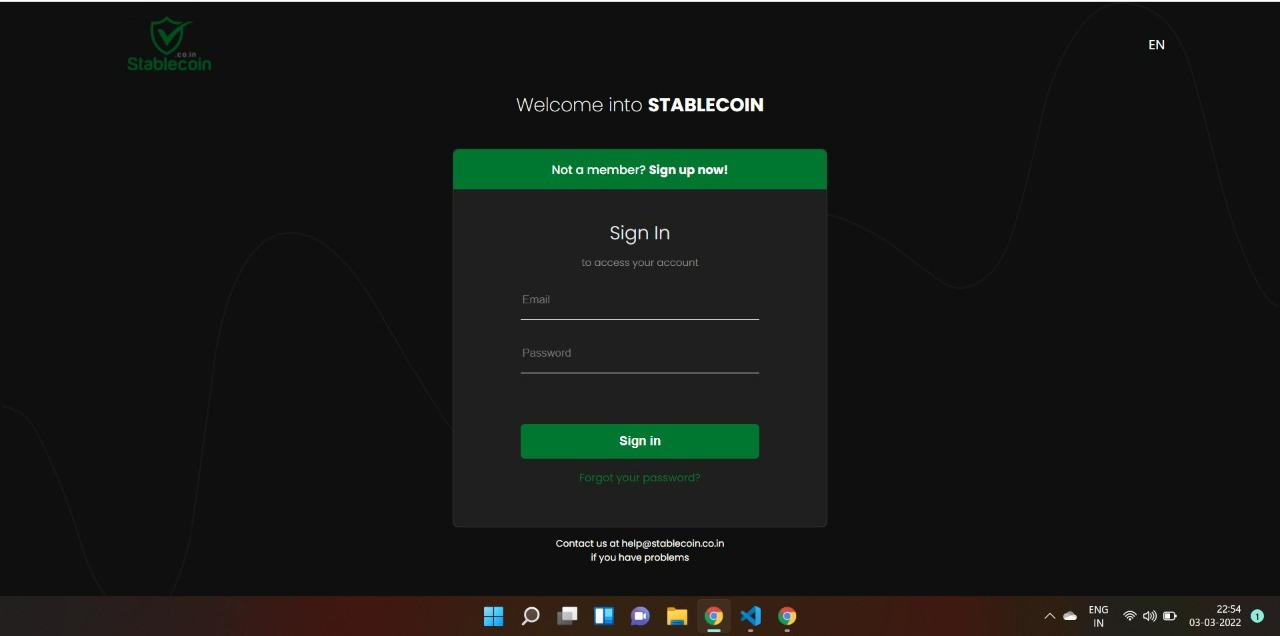 .co.in
Stablecoin
EN
Welcome into STABLECOIN
Not a member? Sign up now!
Sign In
to access your account
Email
Password
Sign in
Forgot your password?
Contact us at help@stablecoin.co.in
if you have problems
ENG
IN
22:54
03-03-2022
1